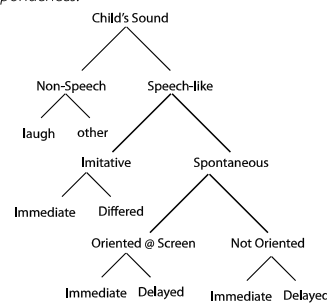 Child's Sound
Non-Speech Speech-like
laugh other
Imitative Spontaneous
Immediate Differed
Oriented @ Screen Not Oriented
Immediate Delayed Immediate Delayed